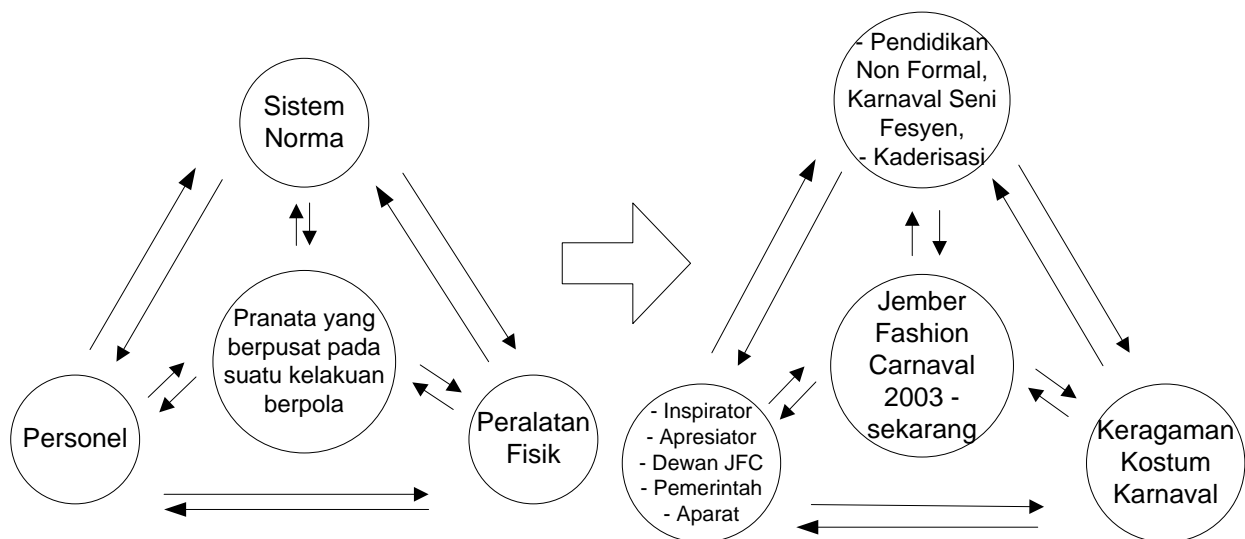 Sistem
Norma
Pranata yang
berpusat pada
suatu kelakuan
berpola
Personel
Peralatan
Fisik
- Pendidikan
Non Formal,
Karnaval Seni
Fesyen,
- Kaderisasi
Jember
Fashion
Carnaval
2003 -
sekarang
- Inspirator
- Apresiator
- Dewan JFC
- Pemerintah
- Aparat
Keragaman
Kostum
Karnaval